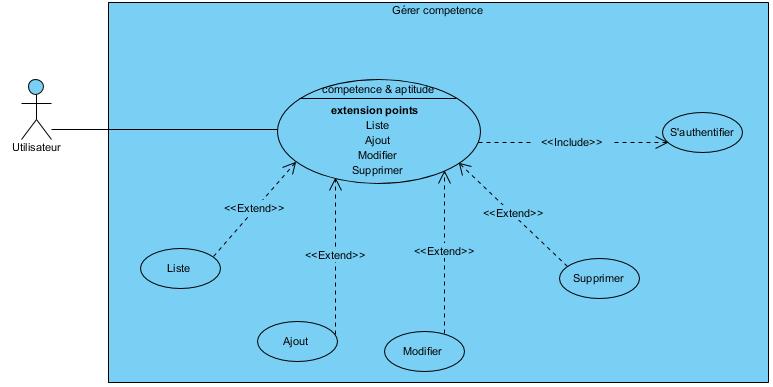 Gérer competence
competence & aptitude
extension points
Liste
Ajout
Modifier
Supprimer
Utilisateur
<<Include>>
S'authentifier
<<Extend>>
<<Extend>>
<<Extend>>
<<Extend>>
Liste
Supprimer
Ajout
Modifier